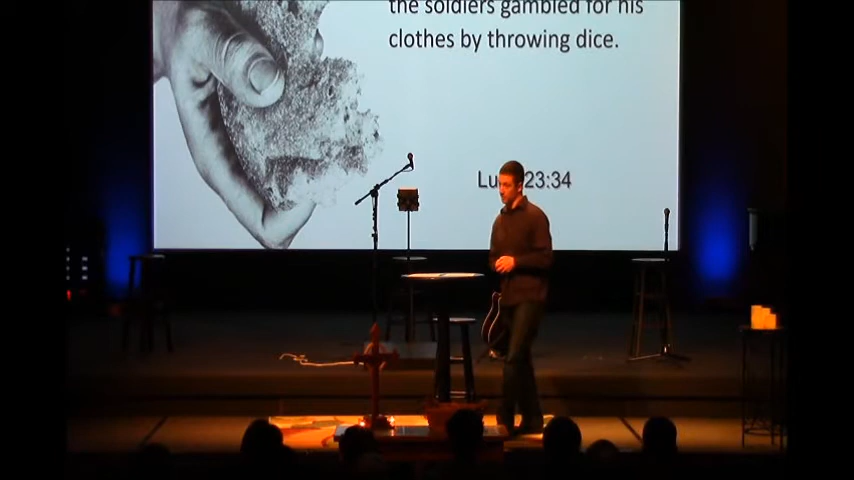 the soldiers gambled for his
clothes by throwing dice.
Lu 23:34